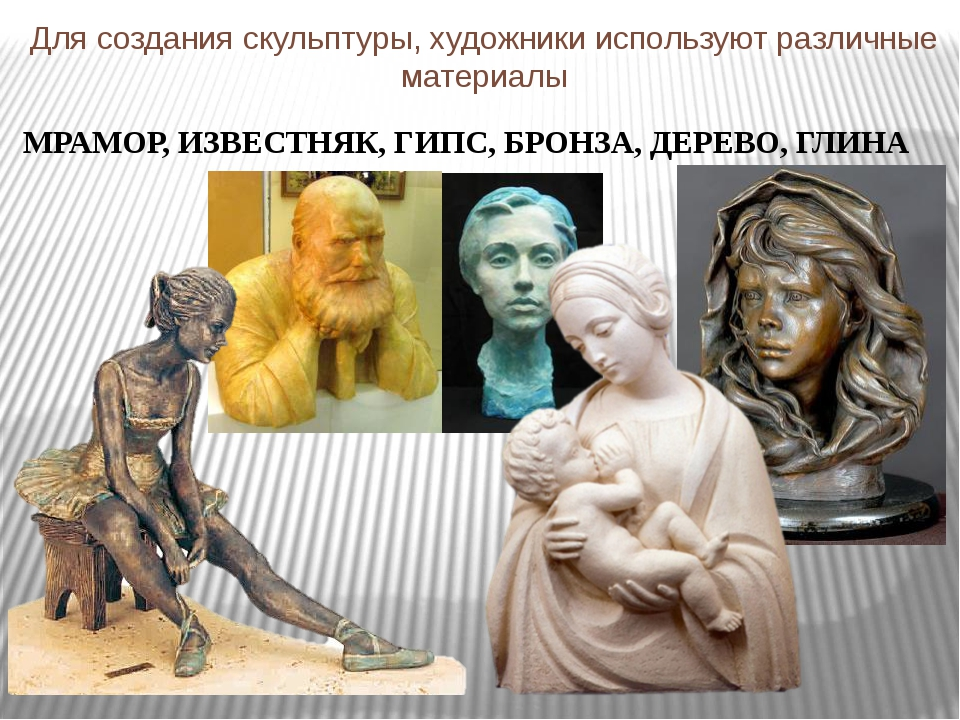 Для создания скульптуры, художники используют различные
материалы
МРАМОР, ИЗВЕСТНЯК, ГИПС, БРОНЗА, ДЕРЕВО, ГЛИНА